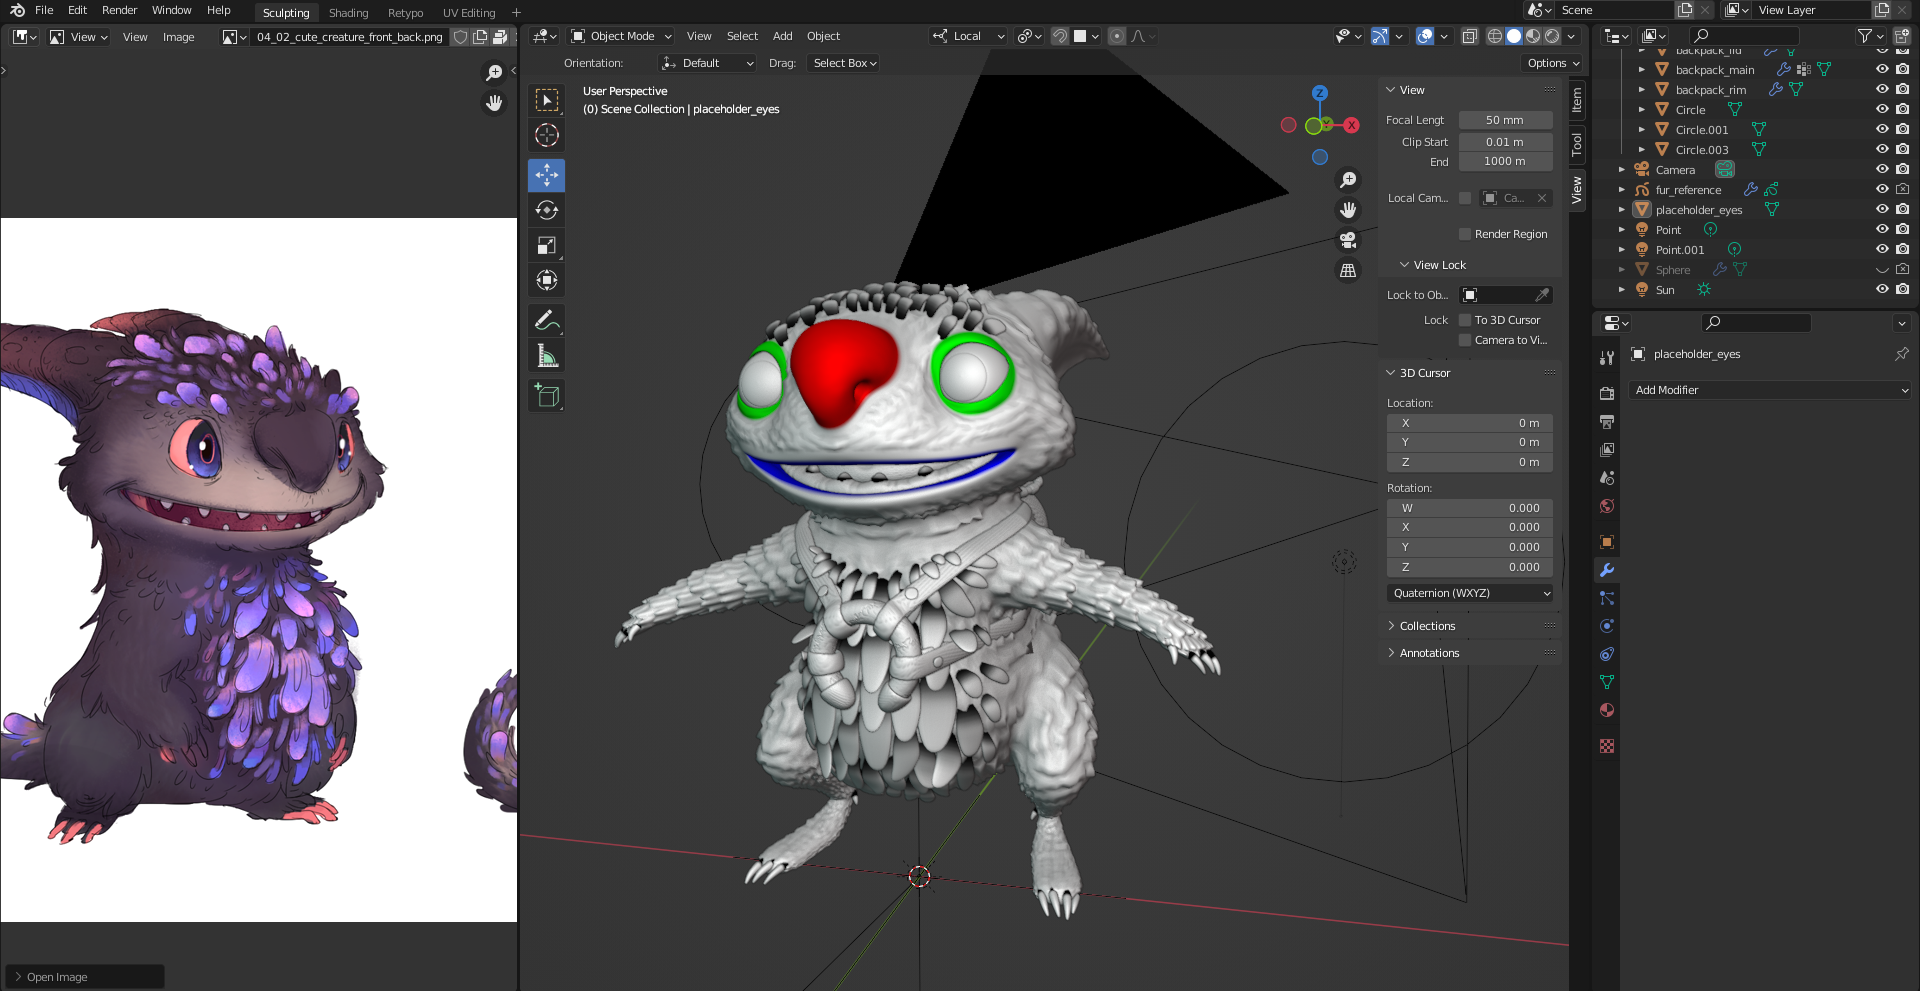 File Edit Render Window Help Sculpting Shading Retypo UV Editing + Scene View Layer
View View Image 04_02_cute_creature_front_back.png
Object Mode View Select Add Object Local
Orientation: Default Drag: Select Box Options
User Perspective
(0) Scene Collection | placeholder_eyes
Z
X
Y
View
Focal Lengt 50 mm
Clip Start 0.01 m
End 1000 m
Local Cam... Ca...
Render Region
View Lock
Lock to Ob...
Lock To 3D Cursor
Camera to Vi...
3D Cursor
Location:
X 0 m
Y 0 m
Z 0 m
Rotation:
W 0.000
X 0.000
Y 0.000
Z 0.000
Quaternion (WXYZ)
Collections
Annotations
Item
Tool
View
backpack_lid
backpack_main
backpack_rim
Circle
Circle.001
Circle.003
Camera
fur_reference
placeholder_eyes
Point
Point.001
Sphere
Sun
placeholder_eyes
Add Modifier
Open Image